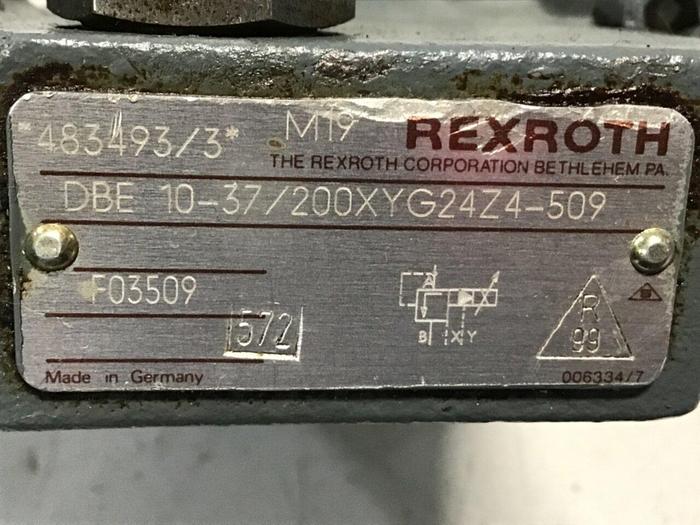 *483493/3* M19 REXROTH
THE REXROTH CORPORATION BETHLEHEM PA.
DBE 10-37/200XYG24Z4-509
F03509
572
A
B X Y
R
99
Made in Germany
006334/7